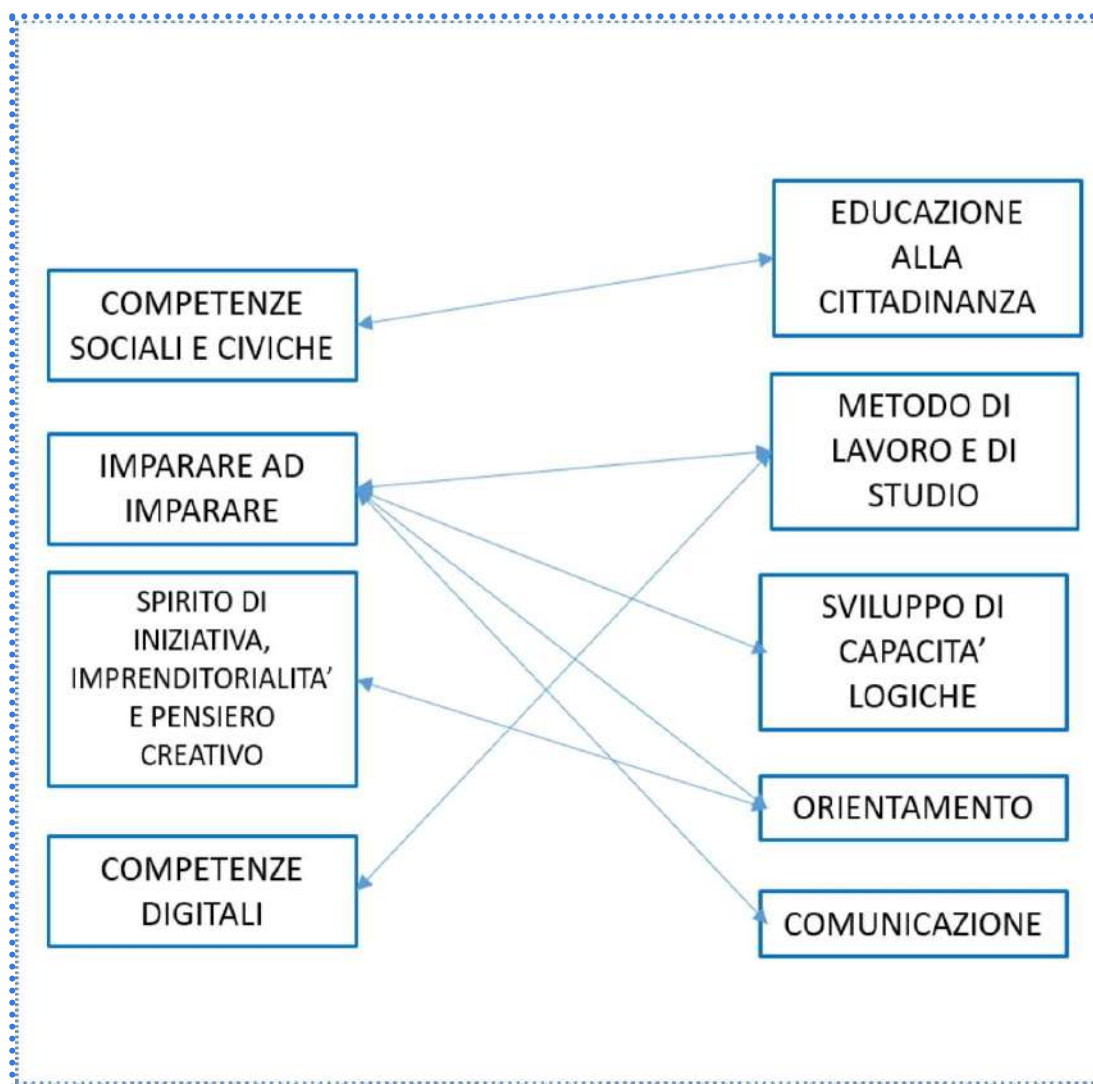 COMPETENZE
SOCIALI E CIVICHE
IMPARARE AD
IMPARARE
SPIRITO DI
INIZIATIVA,
IMPRENDITORIALITA'
E PENSIERO
CREATIVO
COMPETENZE
DIGITALI
EDUCAZIONE
ALLA
CITTADINANZA
METODO DI
LAVORO E DI
STUDIO
SVILUPPO DI
CAPACITA'
LOGICHE
ORIENTAMENTO
COMUNICAZIONE